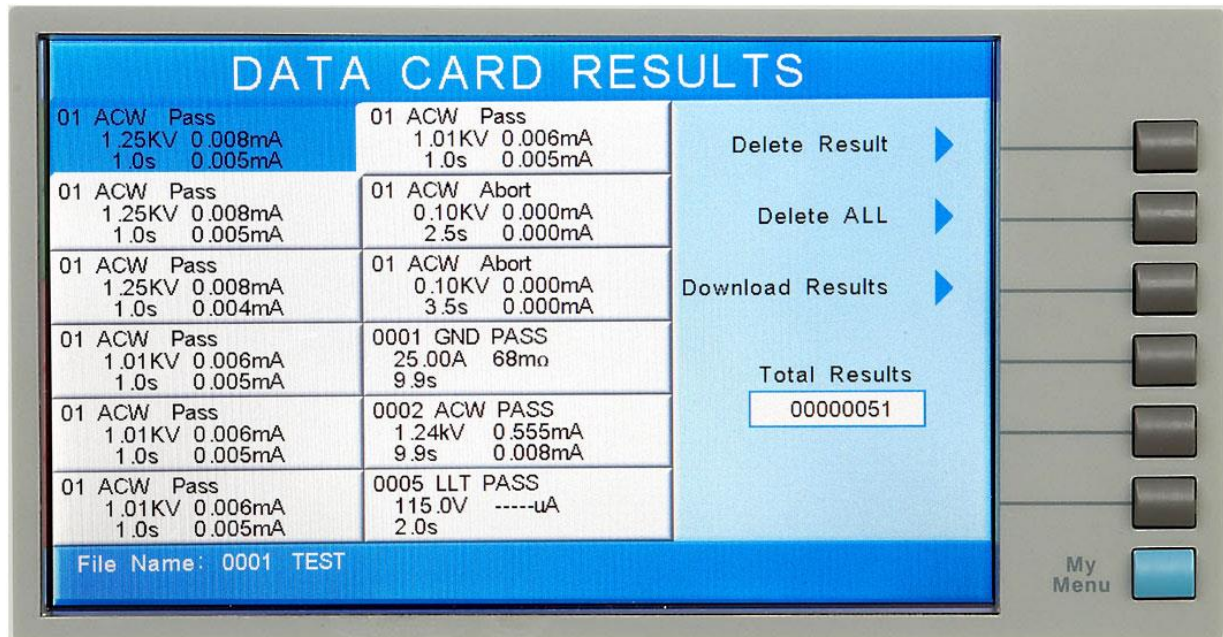 DATA CARD RESULTS
01 ACW Pass
1.25KV 0.008mA
1.0s 0.005mA
01 ACW Pass
1.25KV 0.008mA
1.0s 0.005mA
01 ACW Pass
1.25KV 0.008mA
1.0s 0.004mA
01 ACW Pass
1.01KV 0.006mA
1.0s 0.005mA
01 ACW Pass
1.01KV 0.006mA
1.0s 0.005mA
01 ACW Pass
1.01KV 0.006mA
1.0s 0.005mA
01 ACW Pass
1.01KV 0.006mA
1.0s 0.005mA
01 ACW Abort
0.10KV 0.000mA
2.5s 0.000mA
01 ACW Abort
0.10KV 0.000mA
3.5s 0.000mA
0001 GND PASS
25.00A 68mΩ
9.9s
0002 ACW PASS
1.24kV 0.555mA
9.9s 0.008mA
0005 LLT PASS
115.0V -----uA
2.0s
Delete Result
Delete ALL
Download Results
Total Results
00000051
File Name: 0001 TEST
My
Menu